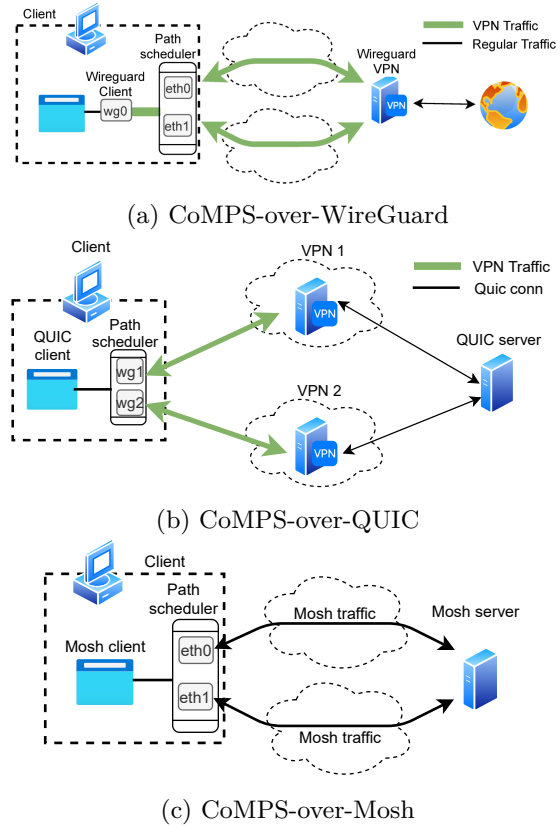 Client
Path
scheduler
Wireguard
Client
wg0
eth0
eth1
Wireguard
VPN
VPN
VPN Traffic
Regular Traffic
(a) CoMPS-over-WireGuard
Client
QUIC
client
Path
scheduler
wg1
wg2
VPN 1
VPN
VPN 2
VPN
VPN Traffic
Quic conn
QUIC server
(b) CoMPS-over-QUIC
Client
Path
scheduler
Mosh client
eth0
eth1
Mosh traffic
Mosh traffic
Mosh server
(c) CoMPS-over-Mosh